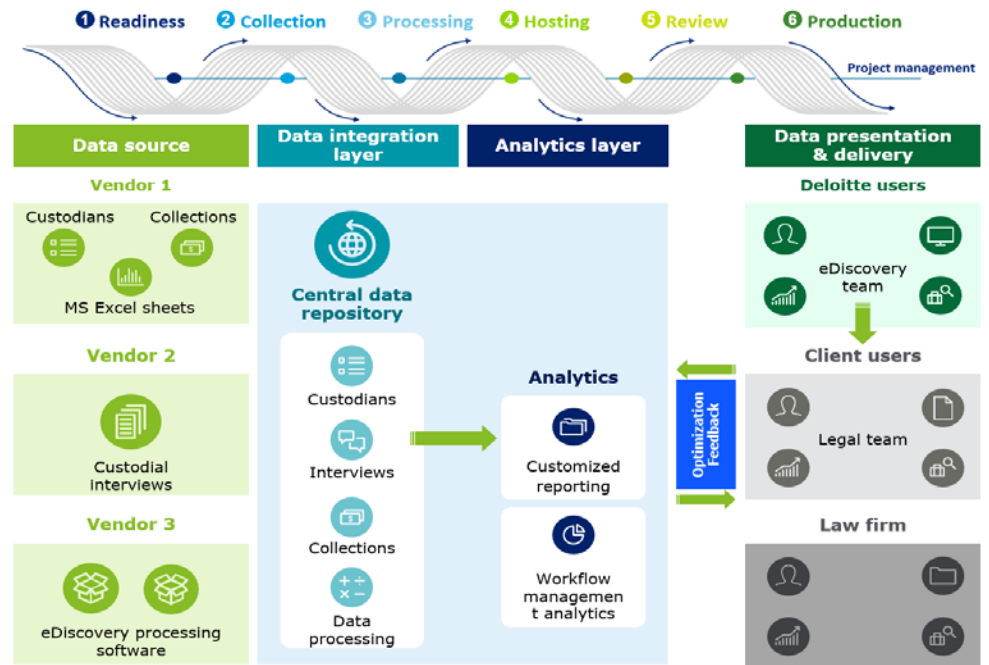 1 Readiness
2 Collection
3 Processing
4 Hosting
5 Review
6 Production
Project management
Data source
Data integration
layer
Analytics layer
Data presentation
& delivery
Vendor 1
Custodians
Collections
MS Excel sheets
Vendor 2
Custodial
interviews
Vendor 3
eDiscovery processing
software
Central data
repository
Custodians
Interviews
Collections
Data
processing
Analytics
Customized
reporting
Workflow
managemen
t analytics
Optimization
Feedback
Deloitte users
eDiscovery
team
Client users
Legal team
Law firm